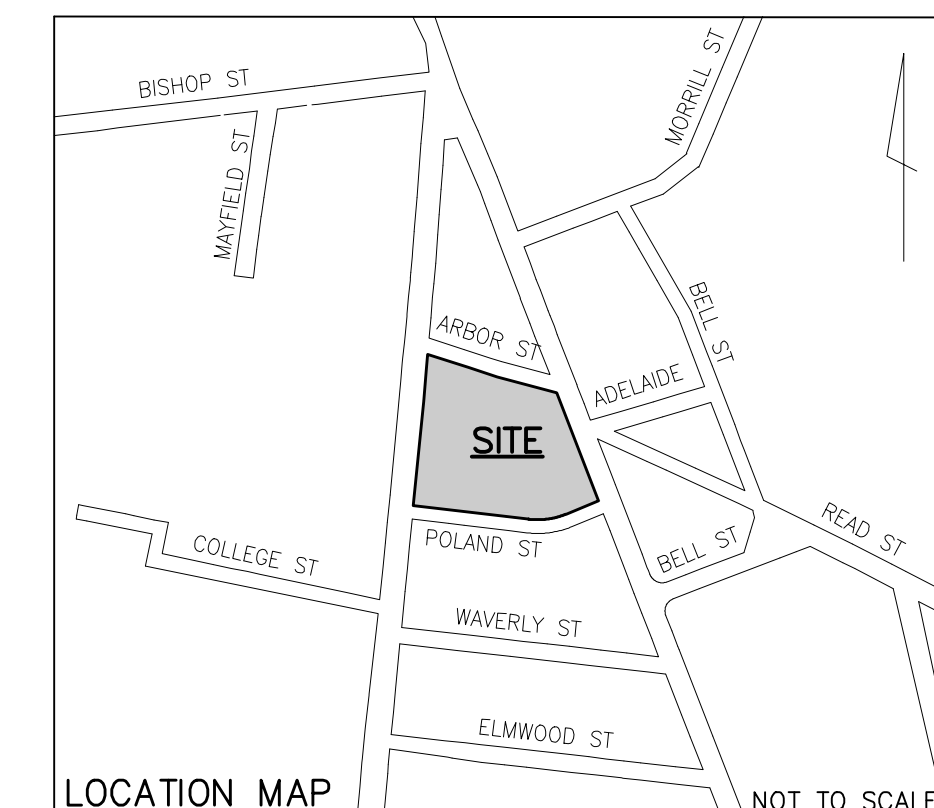 BISHOP ST
MORRILL ST
MAYFIELD ST
BELL ST
ARBOR ST
ADELAIDE
SITE
READ ST
POLAND ST
COLLEGE ST
BELL ST
WAVERLY ST
ELMWOOD ST
LOCATION MAP
NOT TO SCALE